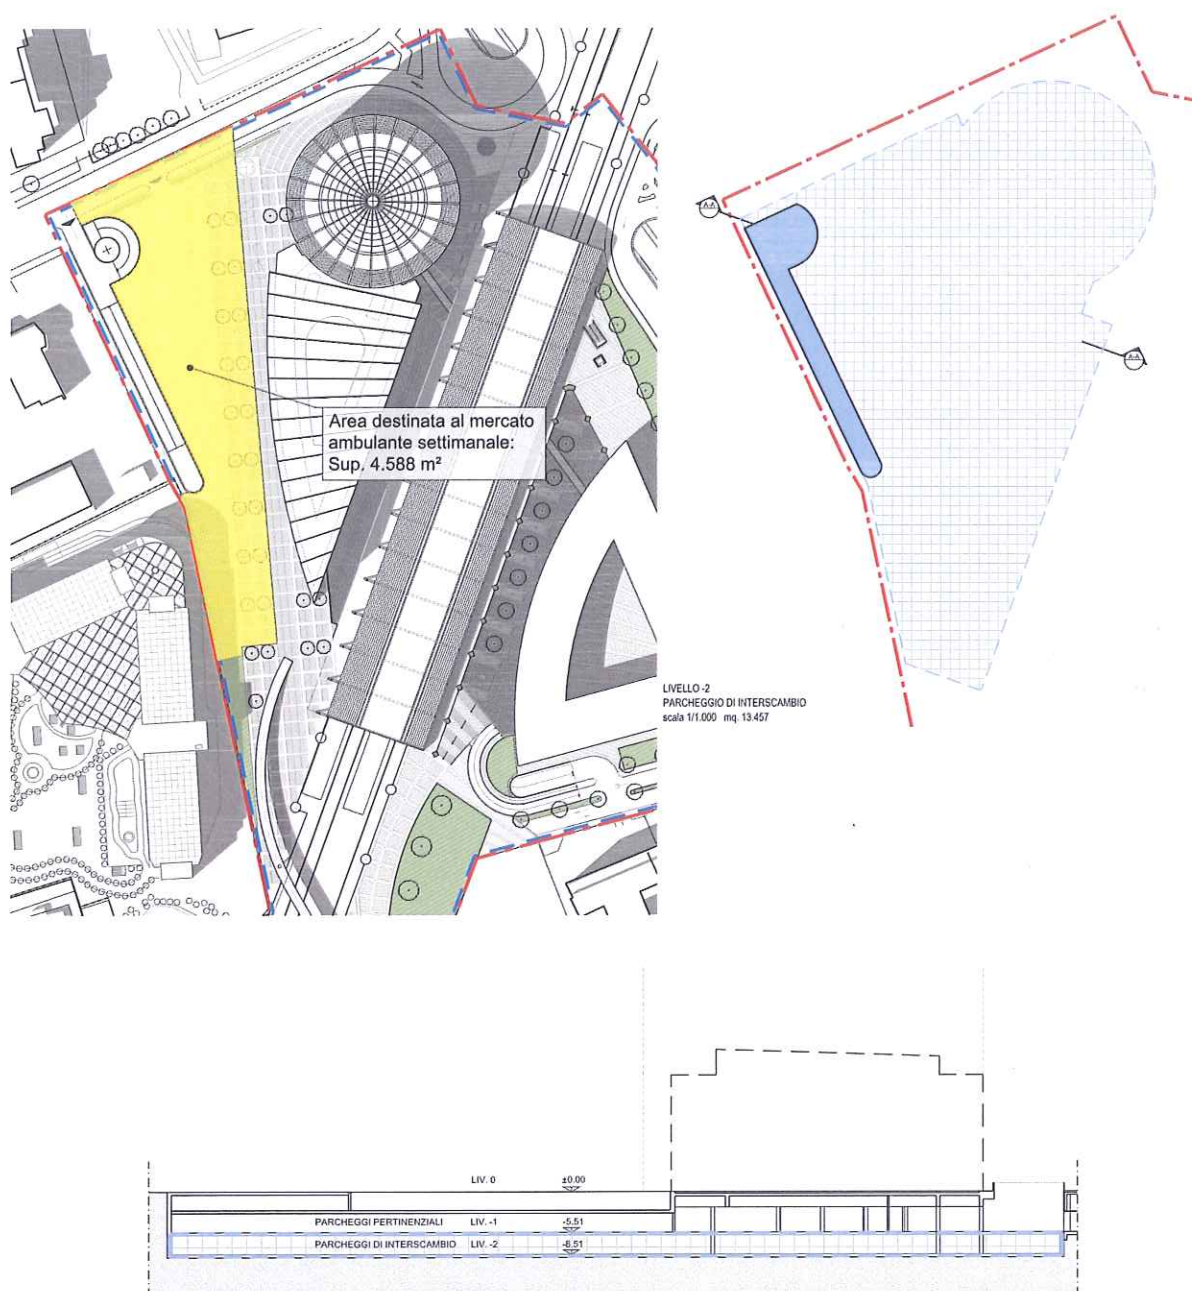 Area destinata al mercato
ambulante settimanale:
Sup. 4.588 m²
A-A
A-A
LIVELLO -2
PARCHEGGIO DI INTERSCAMBIO
scala 1/1.000 mq. 13.457
LIV. 0 ±0.00
PARCHEGGI PERTINENZIALI LIV. -1 -5.51
PARCHEGGI DI INTERSCAMBIO LIV. -2 -8.51